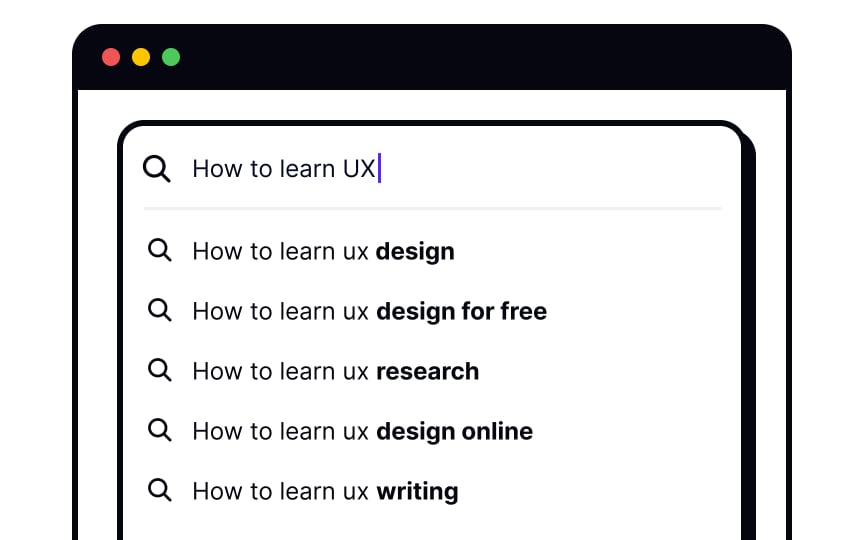 How to learn UX
How to learn ux design
How to learn ux design for free
How to learn ux research
How to learn ux design online
How to learn ux writing